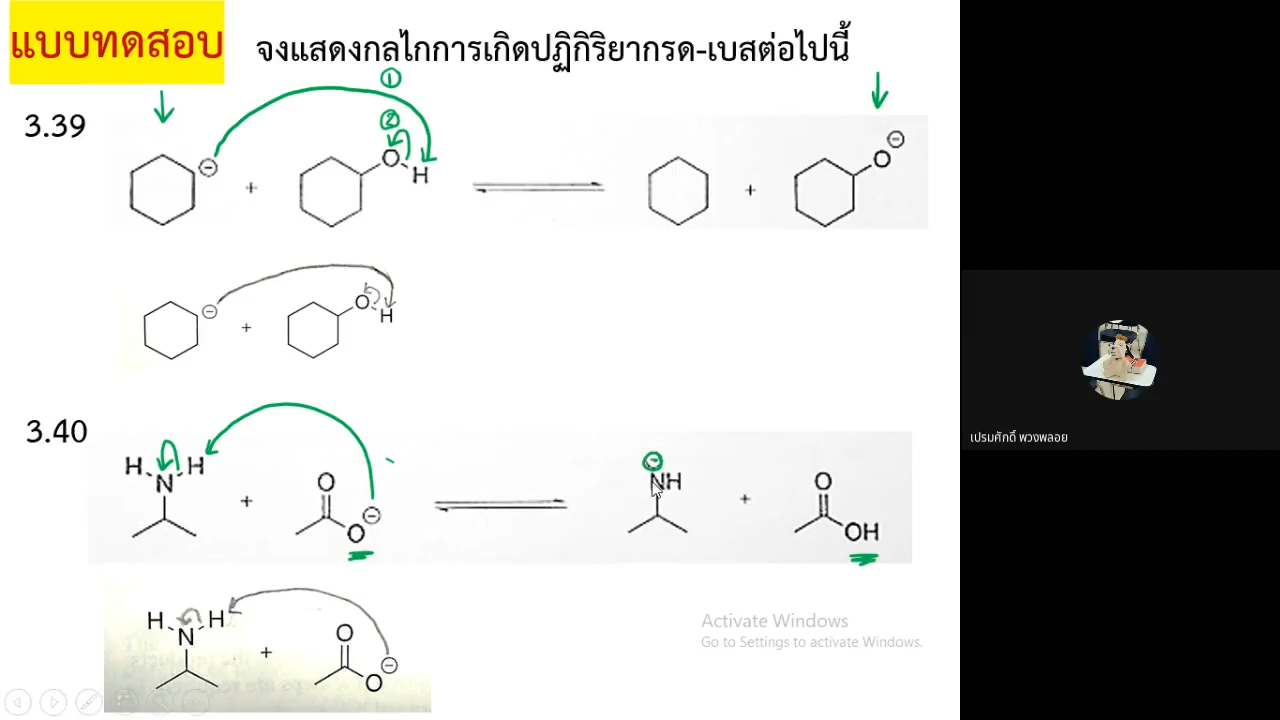 แบบทดสอบ
จงแสดงกลไกการเกิดปฏิกิริยากรด-เบสต่อไปนี้
①
②
3.39
⊖ + O H ⇌ + O ⊖
⊖ + O H
3.40
H N H + O O ⊖ ⇌ ⊖ NH + O OH
H N H + O O ⊖
Activate Windows
Go to Settings to activate Windows.
เปรมศักดิ์ พวงพลอย